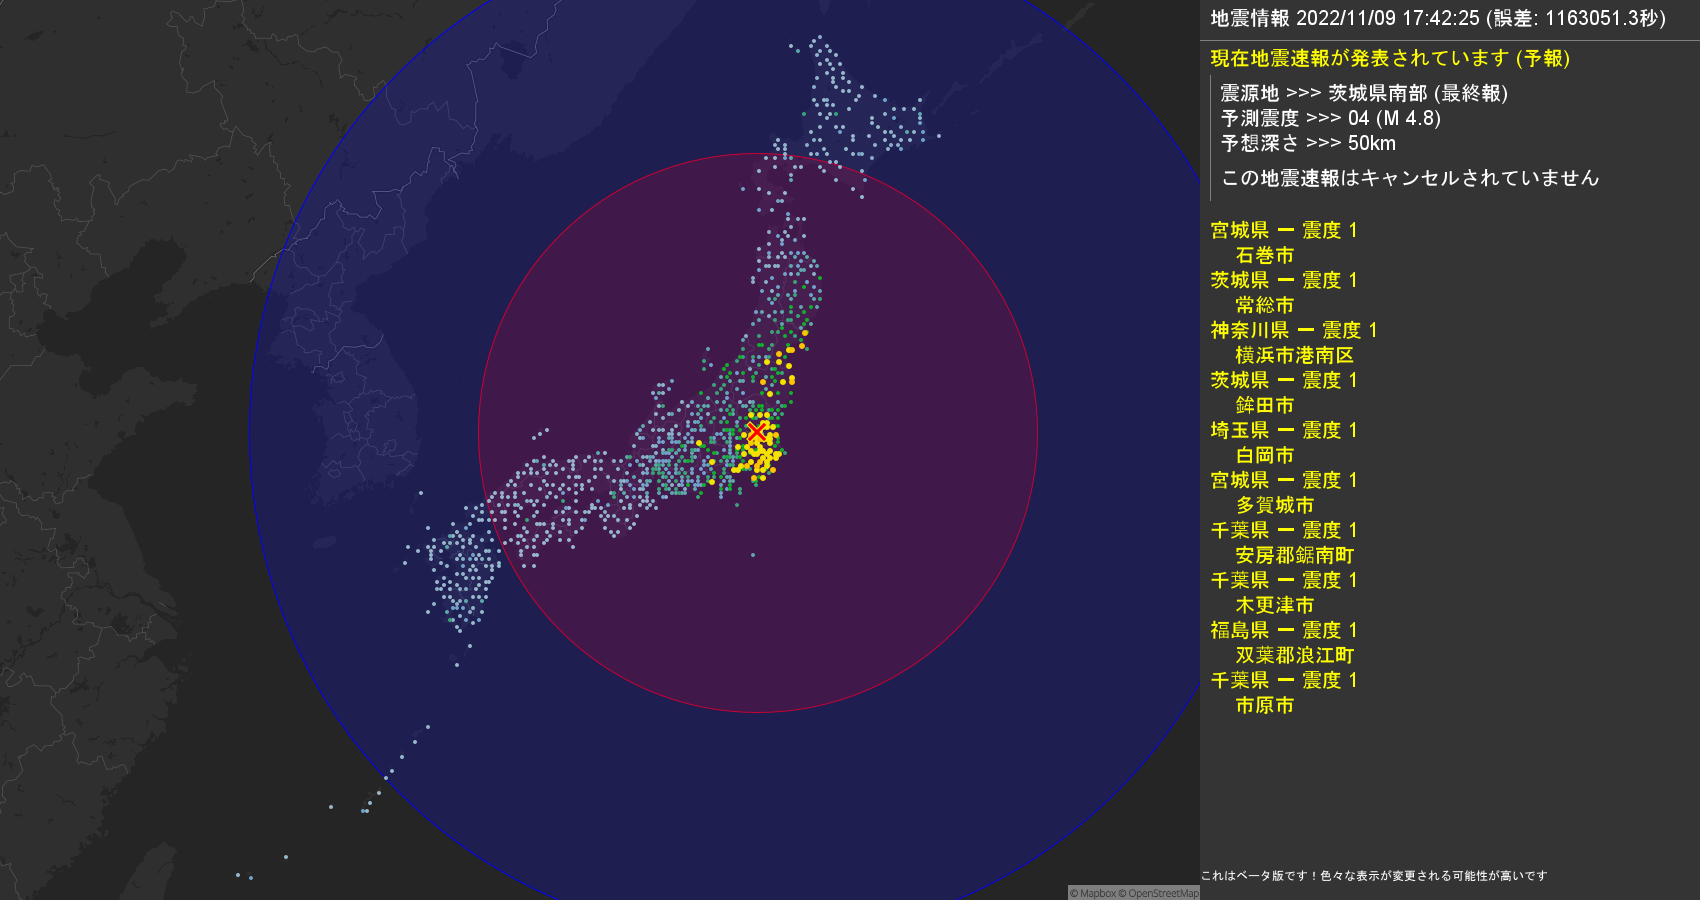 地震情報 2022/11/09 17:42:25 (誤差: 1163051.3秒)
現在地震速報が発表されています (予報)
震源地 >>> 茨城県南部 (最終報)
予測震度 >>> 04 (M 4.8)
予想深さ >>> 50km
この地震速報はキャンセルされていません
宮城県 ー 震度 1
石巻市
茨城県 ー 震度 1
常総市
神奈川県 ー 震度 1
横浜市港南区
茨城県 ー 震度 1
鉾田市
埼玉県 ー 震度 1
白岡市
宮城県 ー 震度 1
多賀城市
千葉県 ー 震度 1
安房郡鋸南町
千葉県 ー 震度 1
木更津市
福島県 ー 震度 1
双葉郡浪江町
千葉県 ー 震度 1
市原市
これはベータ版です！色々な表示が変更される可能性が高いです
© Mapbox © OpenStreetMap